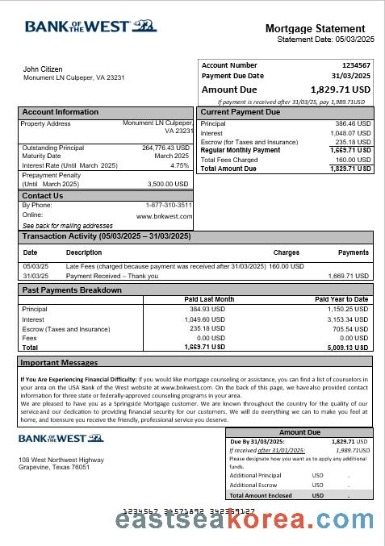 BANK OF THE WEST
Mortgage Statement
Statement Date: 05/03/2025
John Citizen
Monument LN Culpeper, VA 23231
Account Number 1234567
Payment Due Date 31/03/2025
Amount Due 1,829.71 USD
If payment is received after 31/03/25, pay 1,989.71USD
Account Information
Property Address Monument LN Culpeper,
VA 23231
Outstanding Principal 264,776.43 USD
Maturity Date March 2025
Interest Rate (Until March 2025) 4.75%
Prepayment Penalty
(Until March 2025) 3,500.00 USD
Current Payment Due
Principal 386.46 USD
Interest 1,048.07 USD
Escrow (for Taxes and Insurance) 235.18 USD
Regular Monthly Payment 1,669.71 USD
Total Fees Charged 160.00 USD
Total Amount Due 1,829.71 USD
Contact Us
By Phone: 1-877-310-3511
Online: www.bnkwest.com
See back for mailing addresses
Transaction Activity (05/03/2025 – 31/03/2025)
Date Description Charges Payments
05/03/25 Late Fees (charged because payment was received after 31/03/2025) 160.00 USD
31/03/25 Payment Received – Thank you 1,669.71 USD
Past Payments Breakdown
Paid Last Month Paid Year to Date
Principal 384.93 USD 1,150.25 USD
Interest 1,049.60 USD 3,153.34 USD
Escrow (Taxes and Insurance) 235.18 USD 705.54 USD
Fees 0.00 USD 0.00 USD
Total 1,669.71 USD 5,009.13 USD
Important Messages
If You Are Experiencing Financial Difficulty: If you would like mortgage counseling or assistance, you can find a list of counselors in
your area on the USA Bank of the West website at www.bnkwest.com. On the back of this page, we have also provided contact
information for three state or federally-approved counseling programs in your area.
We are pleased to have you as a Springside Mortgage customer. We are known throughout the country for the quality of our
service and our dedication to providing financial security for our customers. We will do everything we can to make you feel at
home, and to ensure you receive the friendly, professional service you deserve.
BANK OF THE WEST
106 West Northwest Highway
Grapevine, Texas 76051
Amount Due
Due By 31/03/2025: 1,829.71 USD
If received after 31/01/2025: 1,989.71USD
Please designate how you want us to apply any additional
funds.
Additional Principal USD .
Additional Escrow USD .
Total Amount Enclosed USD .
1234567 34571892 342359127
eastseakorea.com